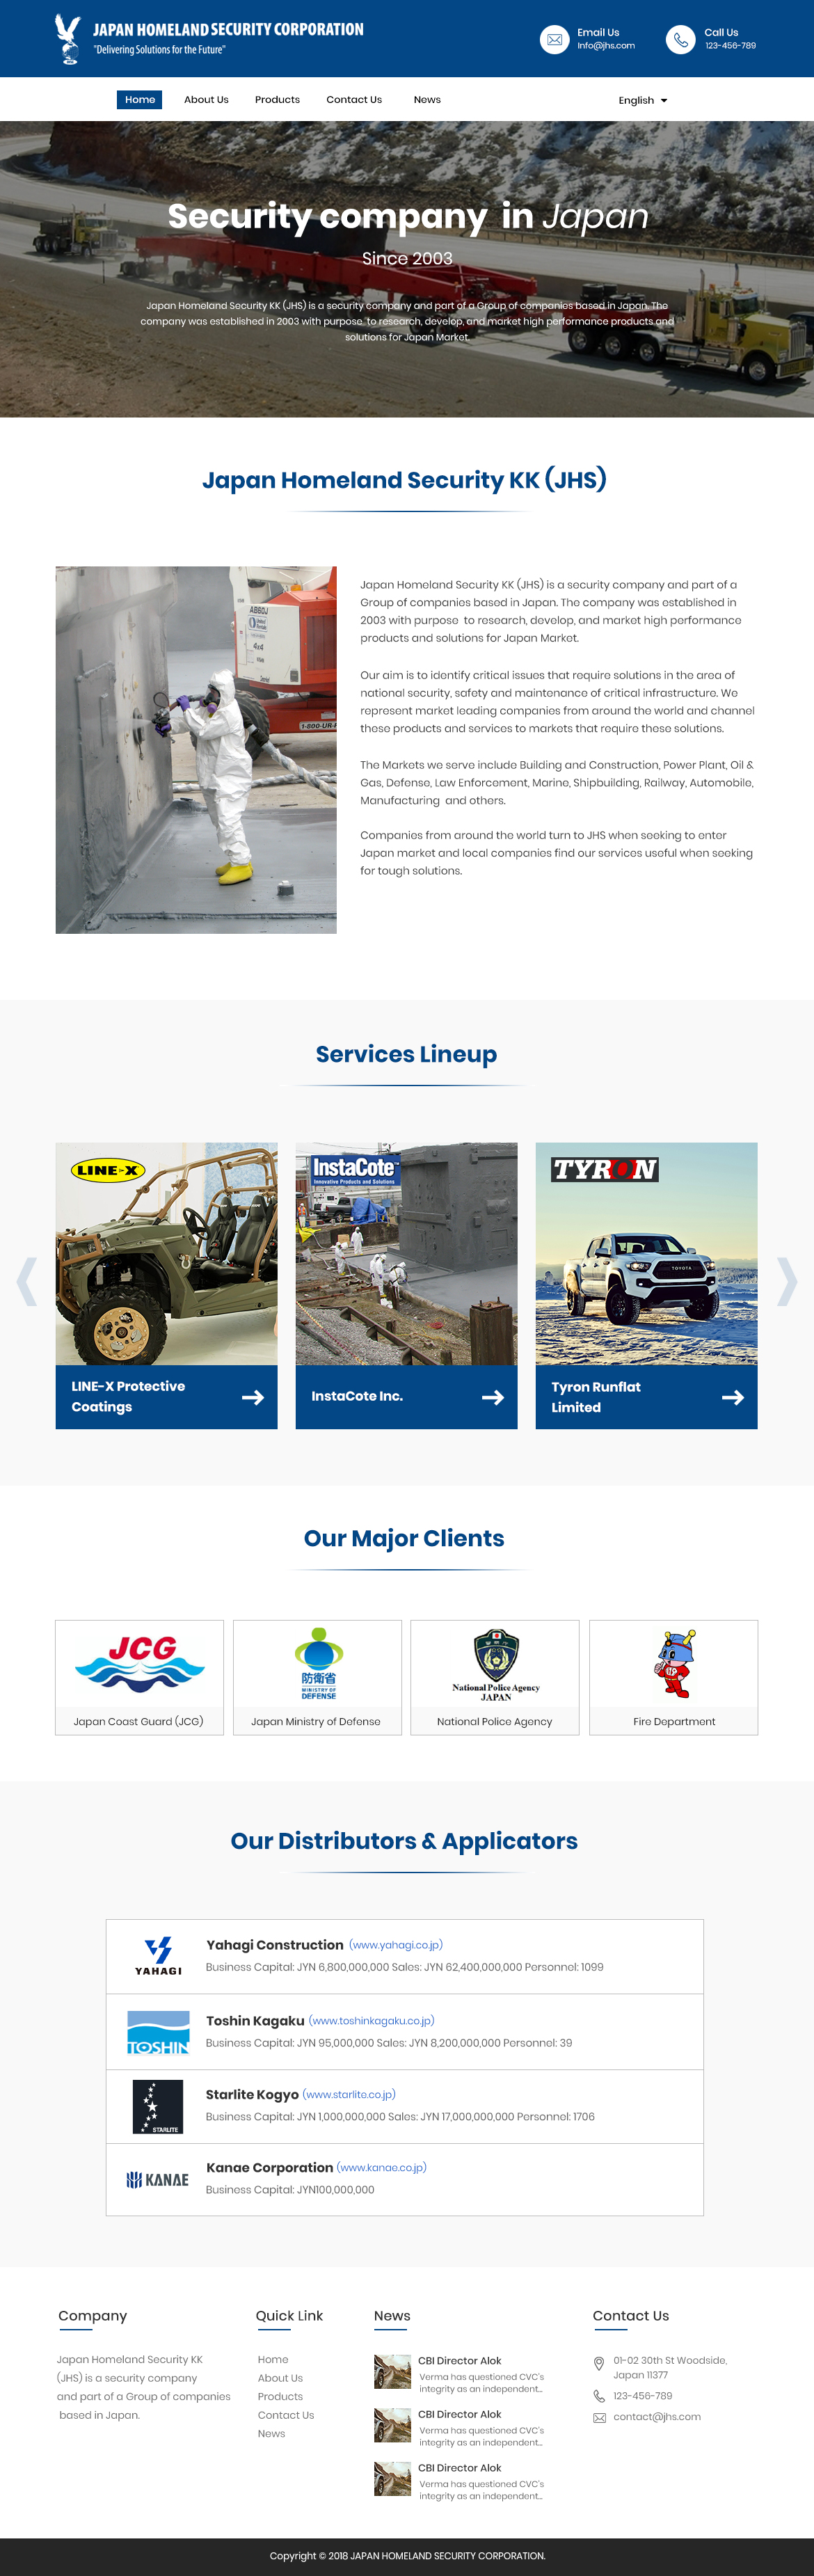 JAPAN HOMELAND SECURITY CORPORATION
"Delivering Solutions for the Future"
Email Us
Info@jhs.com
Call Us
123-456-789
Home
About Us
Products
Contact Us
News
English
Security company in Japan
Since 2003
Japan Homeland Security KK (JHS) is a security company and part of a Group of companies based in Japan. The
company was established in 2003 with purpose to research, develop, and market high performance products and
solutions for Japan Market.
Japan Homeland Security KK (JHS)
AB60J
4x4
1-800-UR-
Japan Homeland Security KK (JHS) is a security company and part of a
Group of companies based in Japan. The company was established in
2003 with purpose to research, develop, and market high performance
products and solutions for Japan Market.
Our aim is to identify critical issues that require solutions in the area of
national security, safety and maintenance of critical infrastructure. We
represent market leading companies from around the world and channel
these products and services to markets that require these solutions.
The Markets we serve include Building and Construction, Power Plant, Oil &
Gas, Defense, Law Enforcement, Marine, Shipbuilding, Railway, Automobile,
Manufacturing and others.
Companies from around the world turn to JHS when seeking to enter
Japan market and local companies find our services useful when seeking
for tough solutions.
Services Lineup
LINE-X
InstaCote™
Innovative Products and Solutions
TYRON
TOYOTA
LINE-X Protective
Coatings
InstaCote Inc.
Tyron Runflat
Limited
Our Major Clients
JCG
防衛省
MINISTRY OF
DEFENSE
National Police Agency
JAPAN
Japan Coast Guard (JCG)
Japan Ministry of Defense
National Police Agency
Fire Department
Our Distributors & Applicators
YAHAGI
Yahagi Construction (www.yahagi.co.jp)
Business Capital: JYN 6,800,000,000 Sales: JYN 62,400,000,000 Personnel: 1099
TOSHIN
Toshin Kagaku (www.toshinkagaku.co.jp)
Business Capital: JYN 95,000,000 Sales: JYN 8,200,000,000 Personnel: 39
STARLITE
Starlite Kogyo (www.starlite.co.jp)
Business Capital: JYN 1,000,000,000 Sales: JYN 17,000,000,000 Personnel: 1706
KANAE
Kanae Corporation (www.kanae.co.jp)
Business Capital: JYN100,000,000
Company
Japan Homeland Security KK
(JHS) is a security company
and part of a Group of companies
based in Japan.
Quick Link
Home
About Us
Products
Contact Us
News
News
CBI Director Alok
Verma has questioned CVC's
integrity as an independent...
CBI Director Alok
Verma has questioned CVC's
integrity as an independent...
CBI Director Alok
Verma has questioned CVC's
integrity as an independent...
Contact Us
01-02 30th St Woodside,
Japan 11377
123-456-789
contact@jhs.com
Copyright © 2018 JAPAN HOMELAND SECURITY CORPORATION.